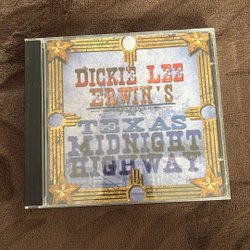 DICKIE LEE
ERWIN'S
TEXAS
MIDNIGHT
HIGHWAY